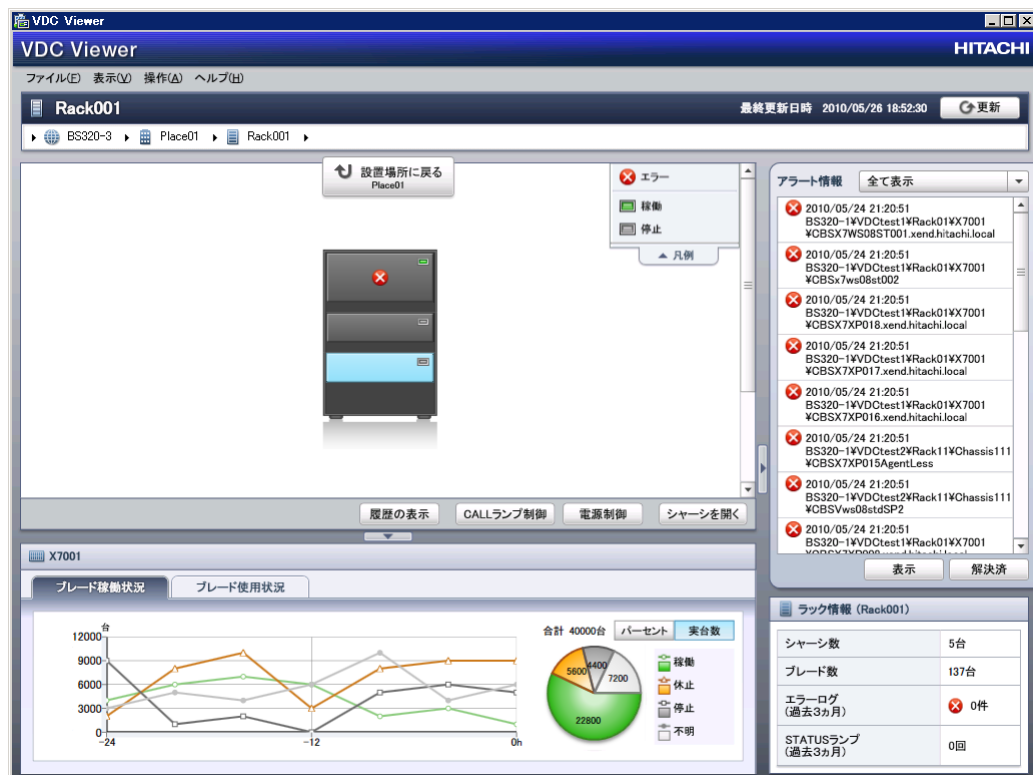 VDC Viewer
VDC Viewer
HITACHI
ファイル(F) 表示(V) 操作(A) ヘルプ(H)
Rack001
最終更新日時 2010/05/26 18:52:30
更新
BS320-3 Place01 Rack001
設置場所に戻る
Place01
エラー
稼働
停止
凡例
履歴の表示
CALLランプ制御
電源制御
シャーシを開く
アラート情報
全て表示
2010/05/24 21:20:51
BS320-1¥VDCtest1¥Rack01¥X7001
¥CBSX7WS08ST001.xend.hitachi.local
2010/05/24 21:20:51
BS320-1¥VDCtest1¥Rack01¥X7001
¥CBSx7ws08st002
2010/05/24 21:20:51
BS320-1¥VDCtest1¥Rack01¥X7001
¥CBSX7XP018.xend.hitachi.local
2010/05/24 21:20:51
BS320-1¥VDCtest1¥Rack01¥X7001
¥CBSX7XP017.xend.hitachi.local
2010/05/24 21:20:51
BS320-1¥VDCtest1¥Rack01¥X7001
¥CBSX7XP016.xend.hitachi.local
2010/05/24 21:20:51
BS320-1¥VDCtest2¥Rack11¥Chassis111
¥CBSX7XP015AgentLess
2010/05/24 21:20:51
BS320-1¥VDCtest2¥Rack11¥Chassis111
¥CBSVws08stdSP2
2010/05/24 21:20:51
BS320-1¥VDCtest1¥Rack01¥X7001
表示
解決済
X7001
ブレード稼働状況
ブレード使用状況
台
12000
9000
6000
3000
0
-24
-12
0h
合計 40000台
パーセント
実台数
5600
4400
7200
22800
稼働
休止
停止
不明
ラック情報 (Rack001)
シャーシ数 5台
ブレード数 137台
エラーログ
(過去3ヵ月)
0件
STATUSランプ
(過去3ヵ月)
0回